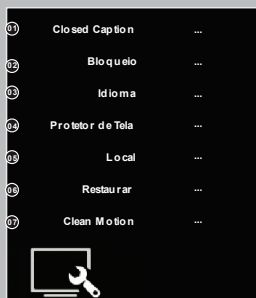 01 Closed Caption ...
02 Bloqueio
03 Idioma ...
04 Protetor de Tela ...
05 Local ...
06 Restaurar ...
07 Clean Motion ...